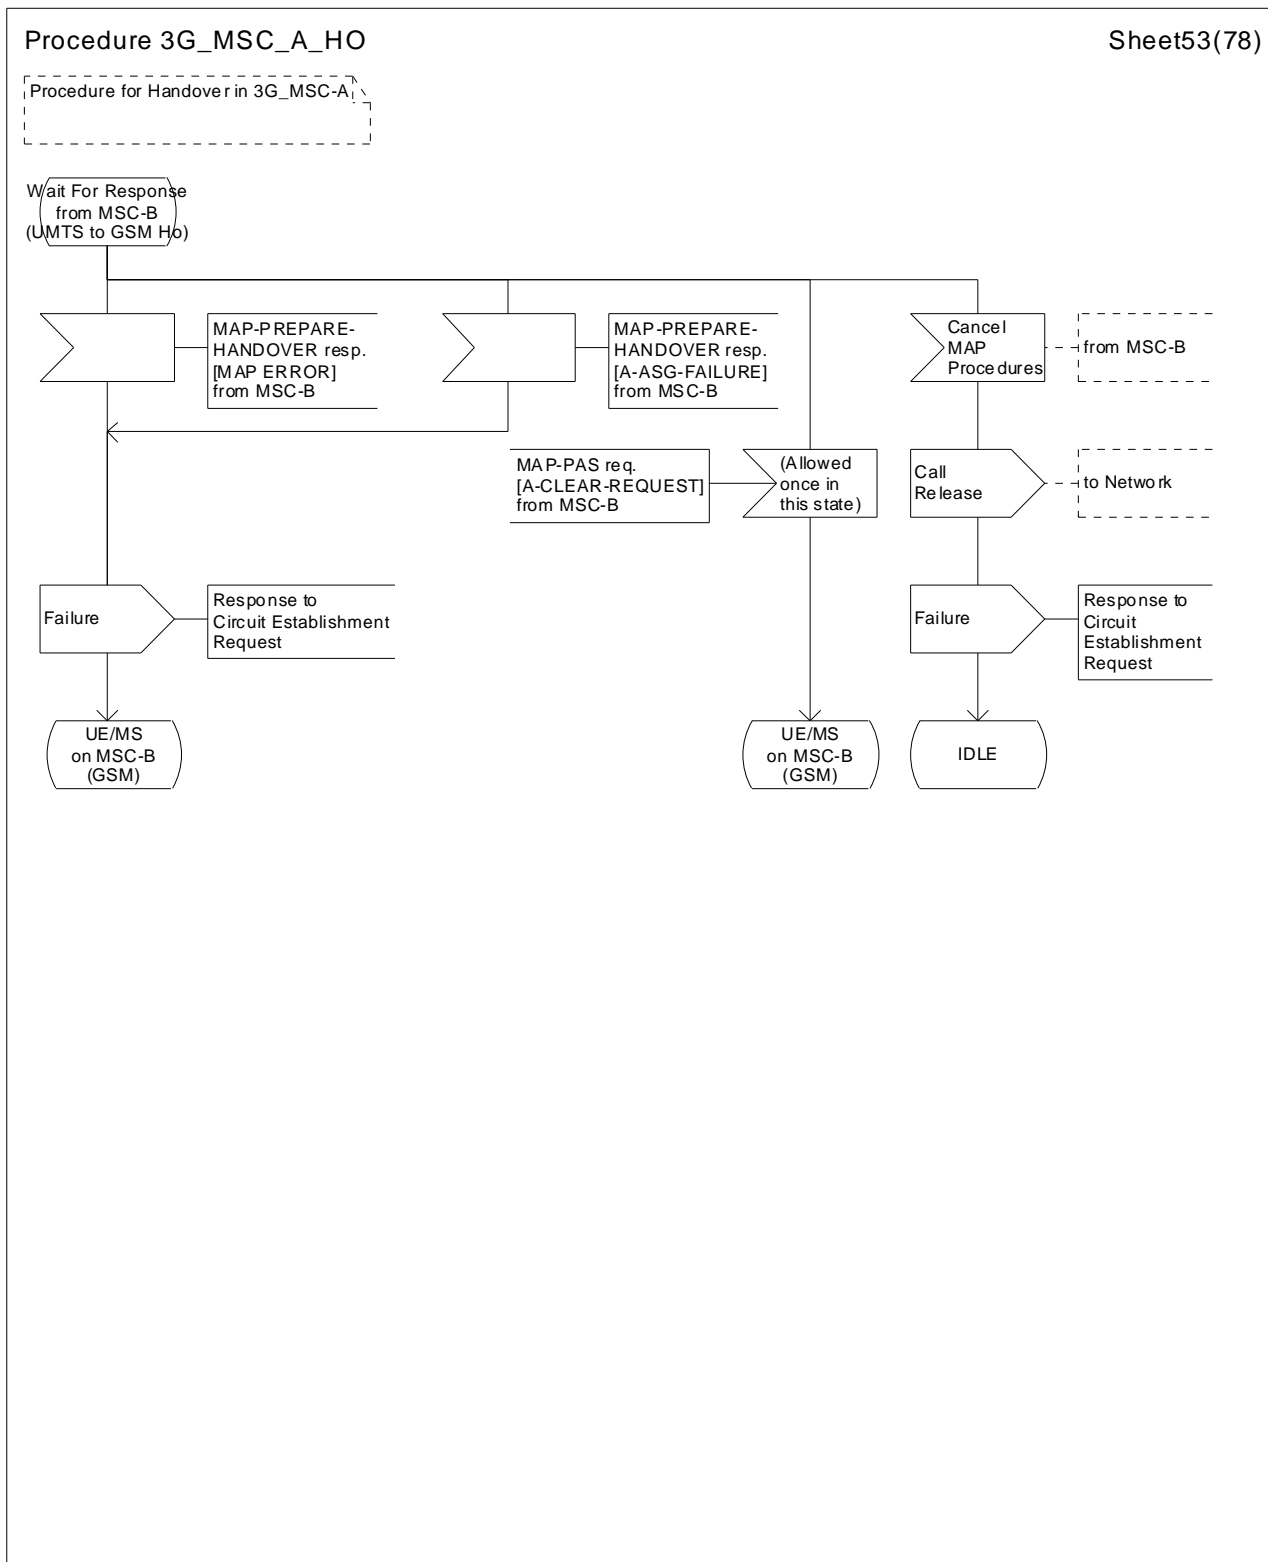 Procedure 3G_MSC_A_HO
Sheet53(78)
Procedure for Handover in 3G_MSC-A
Wait For Response
from MSC-B
(UMTS to GSM Ho)
MAP-PREPARE-
HANDOVER resp.
[MAP ERROR]
from MSC-B
MAP-PREPARE-
HANDOVER resp.
[A-ASG-FAILURE]
from MSC-B
Cancel
MAP
Procedures
from MSC-B
MAP-PAS req.
[A-CLEAR-REQUEST]
from MSC-B
(Allowed
once in
this state)
Call
Release
to Network
Failure
Response to
Circuit Establishment
Request
Failure
Response to
Circuit
Establishment
Request
UE/MS
on MSC-B
(GSM)
UE/MS
on MSC-B
(GSM)
IDLE